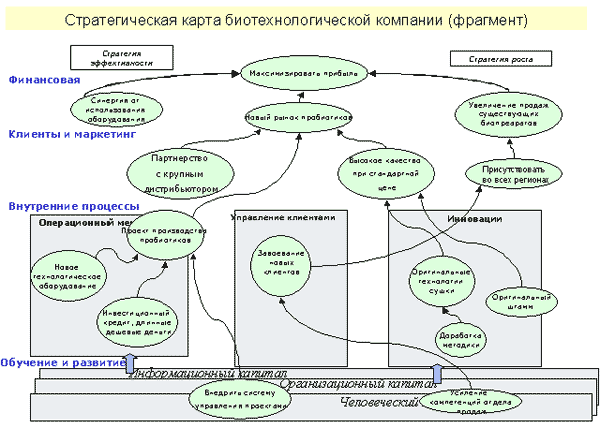 Стратегическая карта биотехнологической компании (фрагмент)
Стратегия
эффективности
Стратегия роста
Финансовая
Максимизировать прибыль
Синергия от
использования
оборудования
Новый рынок пробиотиков
Увеличение продаж
существующих
биопрепаратов
Клиенты и маркетинг
Партнерство
с крупным
дистрибьютором
Высокое качество
при стандартной
цене
Присутствовать
во всех регионах
Внутренние процессы
Операционный ме
Управление клиентами
Инновации
Проект производства
пробиотиков
Новое
технологическое
оборудование
Завоевание
новых
клиентов
Оригинальные
технологии
сушки
Оригинальный
штамм
Инвестиционный
кредит, длинные
дешевые деньги
Доработка
методики
Обучение и развитие
Информационный капитал
Организационный капитал
Человеческий
Внедрить систему
управления проектами
Усиление
компетенций отдела
продаж